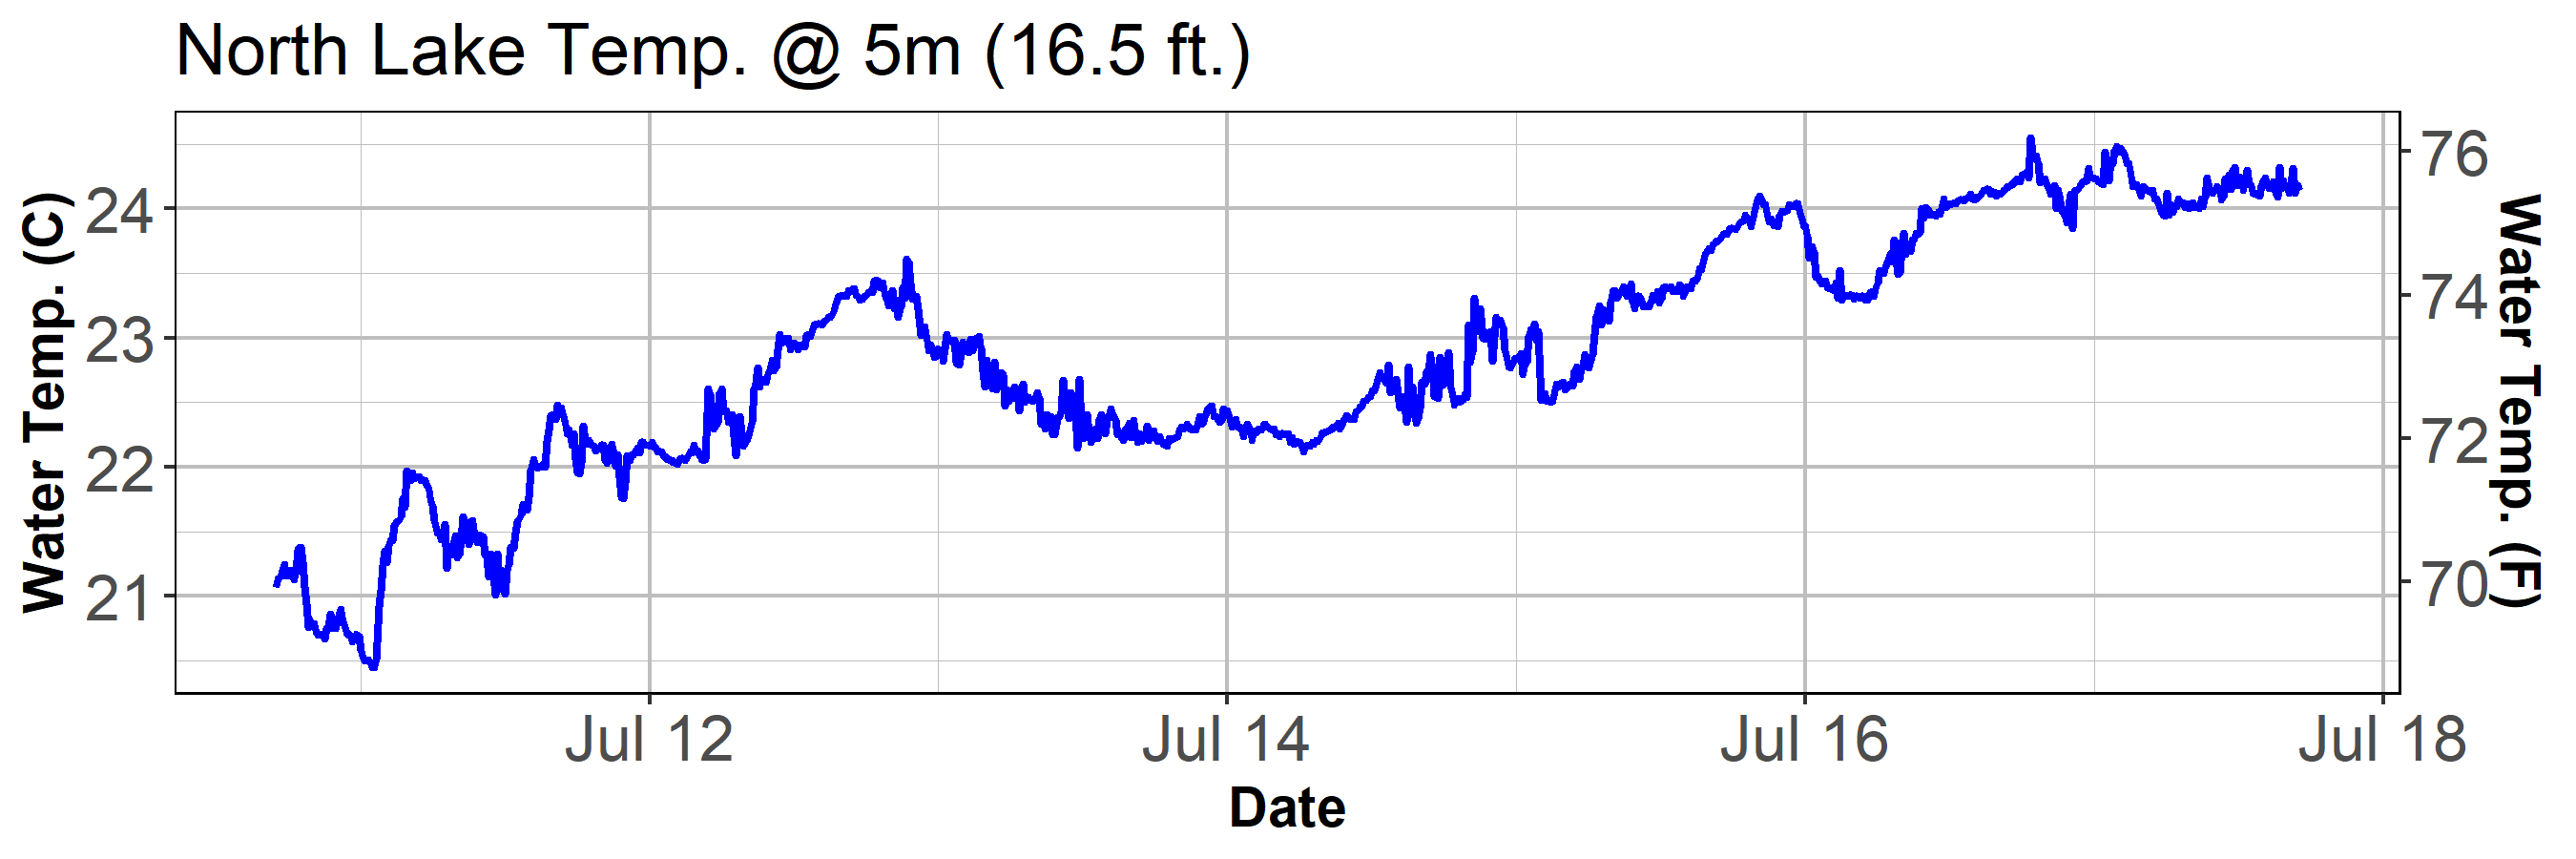 North Lake Temp. @ 5m (16.5 ft.)
Water Temp. (C)
24
23
22
21
76
74
72
70
Water Temp. (F)
Jul 12 Jul 14 Jul 16 Jul 18
Date